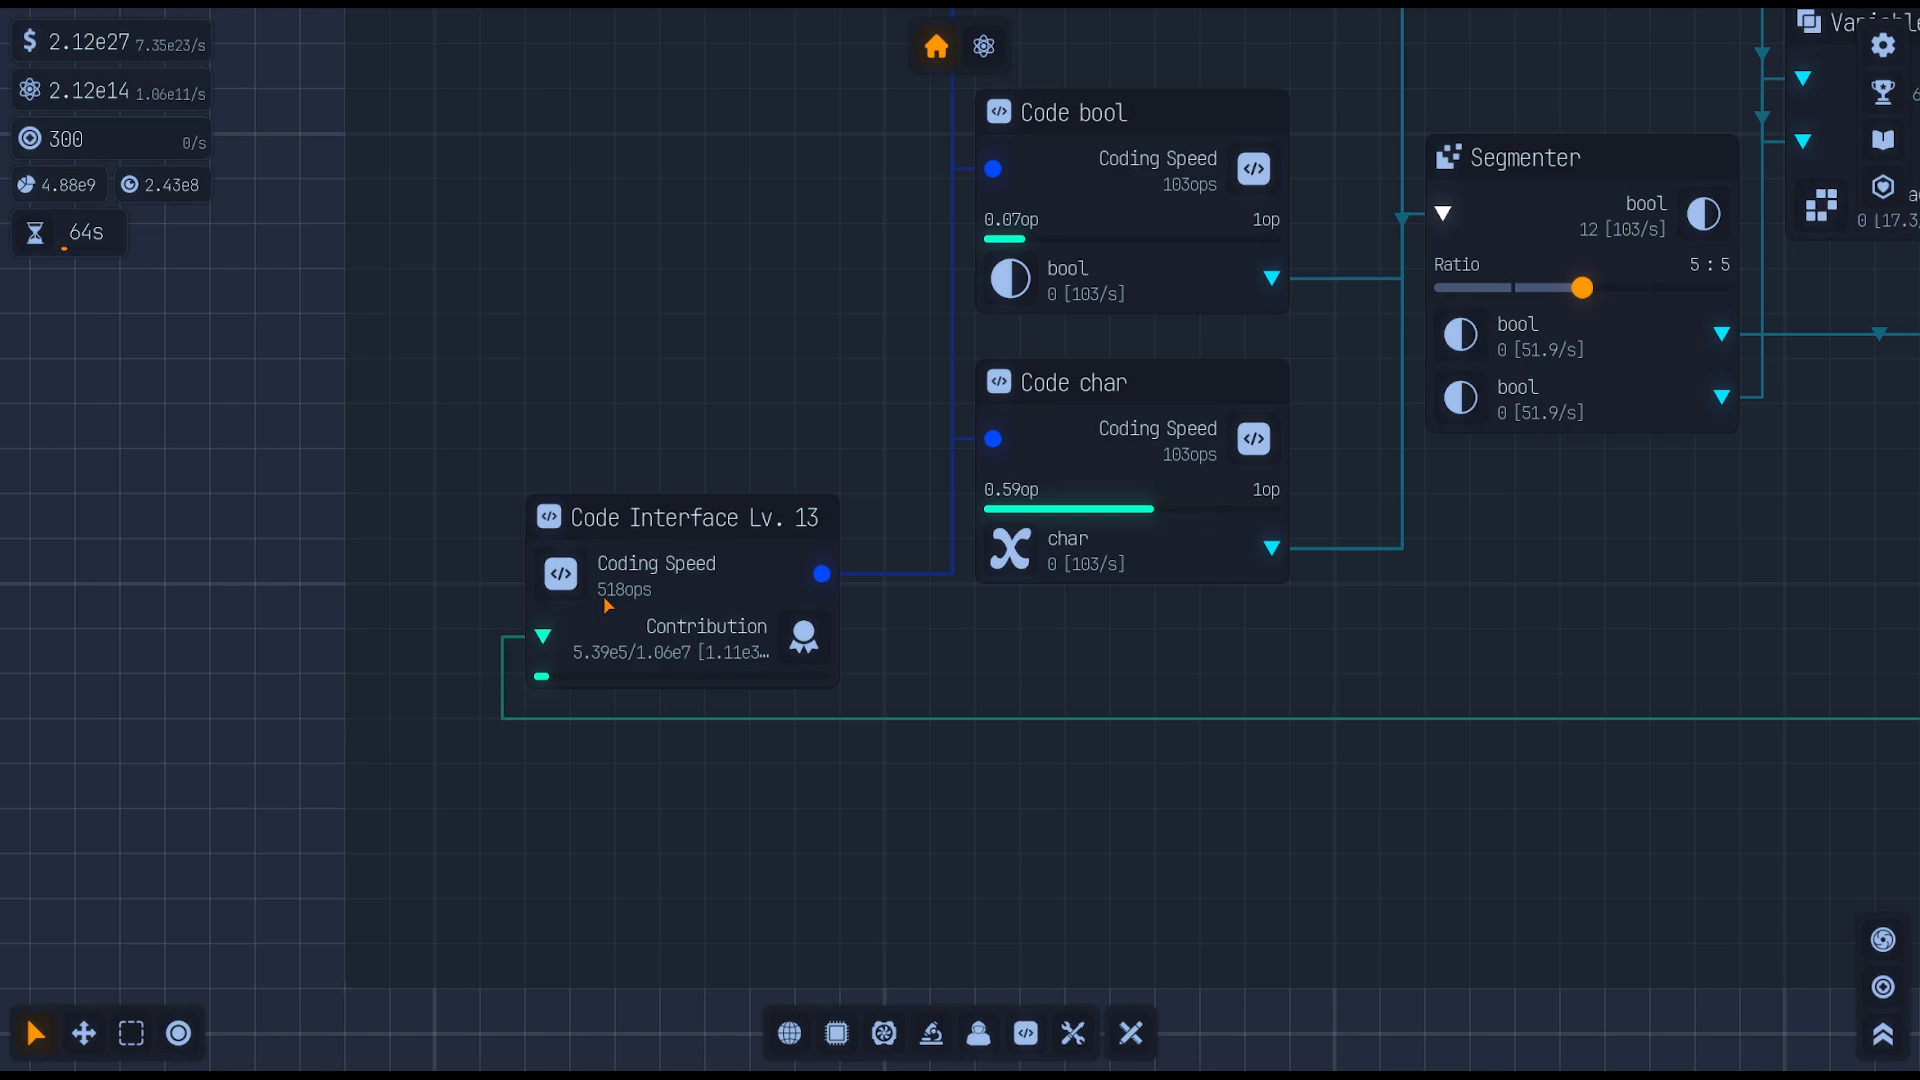 $ 2.12e27 7.35e23/s
2.12e14 1.06e11/s
300 0/s
4.88e9 2.43e8
64s
Code bool
Coding Speed
103ops
0.07op 1op
bool
0 [103/s]
Code char
Coding Speed
103ops
0.59op 1op
char
0 [103/s]
Code Interface Lv. 13
Coding Speed
518ops
Contribution
5.39e5/1.06e7 [1.11e3…
Segmenter
bool
12 [103/s]
Ratio 5 : 5
bool
0 [51.9/s]
bool
0 [51.9/s]
0 [17.3/